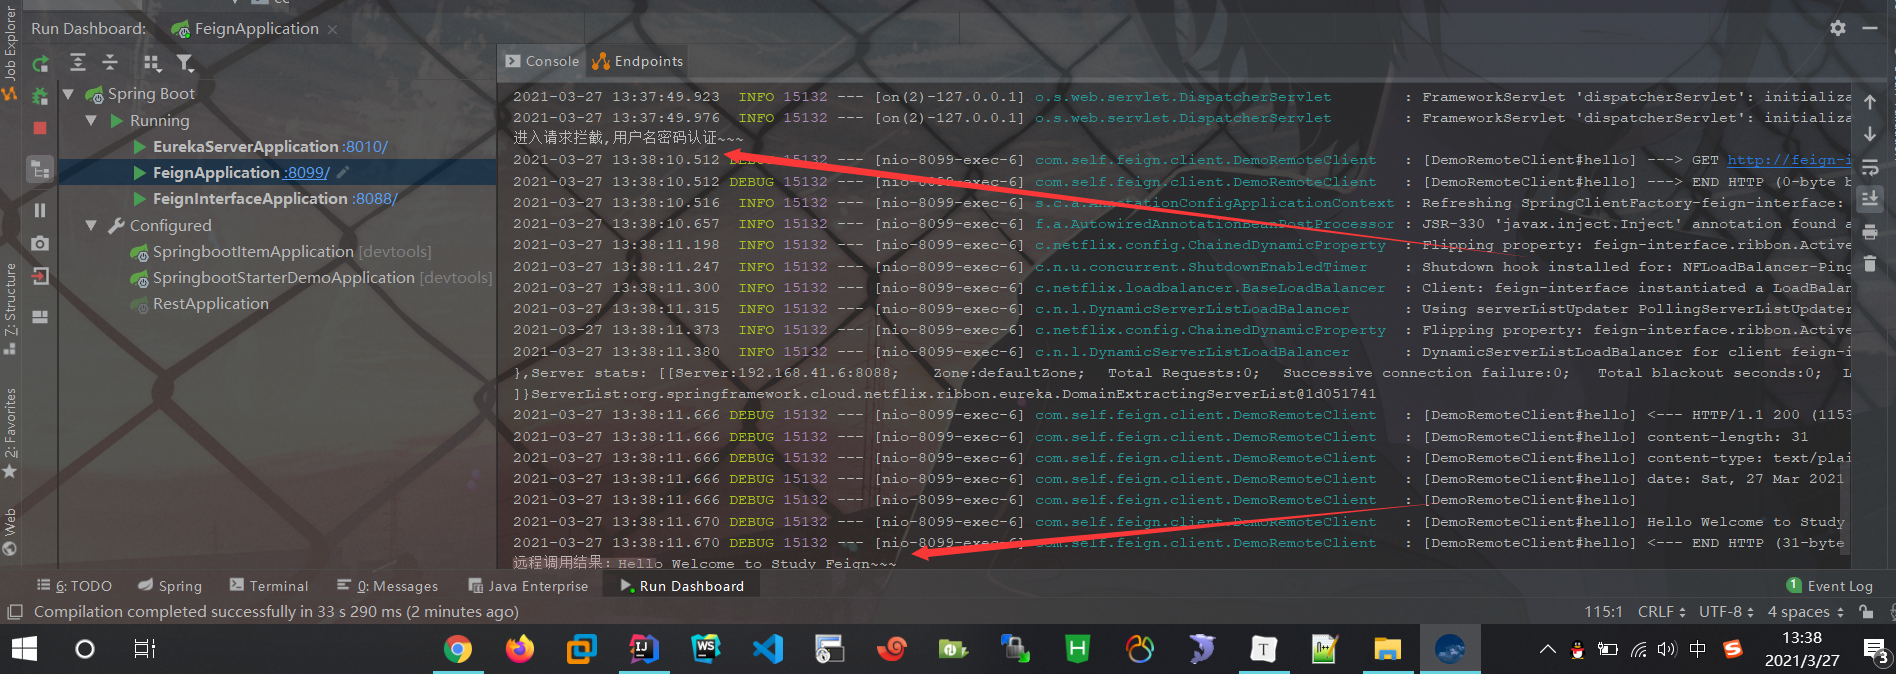 Job Explorer
Run Dashboard:
FeignApplication
Console
Endpoints
Spring Boot
Running
EurekaServerApplication :8010/
FeignApplication :8099/
FeignInterfaceApplication :8088/
Configured
SpringbootItemApplication [devtools]
SpringbootStarterDemoApplication [devtools]
RestApplication
Z: Structure
2: Favorites
Web
2021-03-27 13:37:49.923 INFO 15132 --- [on(2)-127.0.0.1] o.s.web.servlet.DispatcherServlet : FrameworkServlet 'dispatcherServlet': initializa
2021-03-27 13:37:49.976 INFO 15132 --- [on(2)-127.0.0.1] o.s.web.servlet.DispatcherServlet : FrameworkServlet 'dispatcherServlet': initializa
进入请求拦截,用户名密码认证~~~
2021-03-27 13:38:10.512 DEBUG 15132 --- [nio-8099-exec-6] com.self.feign.client.DemoRemoteClient : [DemoRemoteClient#hello] ---> GET http://feign-i
2021-03-27 13:38:10.512 DEBUG 15132 --- [nio-8099-exec-6] com.self.feign.client.DemoRemoteClient : [DemoRemoteClient#hello] ---> END HTTP (0-byte b
2021-03-27 13:38:10.516 INFO 15132 --- [nio-8099-exec-6] s.c.a.AnnotationConfigApplicationContext : Refreshing SpringClientFactory-feign-interface:
2021-03-27 13:38:10.657 INFO 15132 --- [nio-8099-exec-6] f.a.AutowiredAnnotationBeanPostProcessor : JSR-330 'javax.inject.Inject' annotation found a
2021-03-27 13:38:11.198 INFO 15132 --- [nio-8099-exec-6] c.netflix.config.ChainedDynamicProperty : Flipping property: feign-interface.ribbon.Active
2021-03-27 13:38:11.247 INFO 15132 --- [nio-8099-exec-6] c.n.u.concurrent.ShutdownEnabledTimer : Shutdown hook installed for: NFLoadBalancer-Ping
2021-03-27 13:38:11.300 INFO 15132 --- [nio-8099-exec-6] c.netflix.loadbalancer.BaseLoadBalancer : Client: feign-interface instantiated a LoadBalan
2021-03-27 13:38:11.315 INFO 15132 --- [nio-8099-exec-6] c.n.l.DynamicServerListLoadBalancer : Using serverListUpdater PollingServerListUpdater
2021-03-27 13:38:11.373 INFO 15132 --- [nio-8099-exec-6] c.netflix.config.ChainedDynamicProperty : Flipping property: feign-interface.ribbon.Active
2021-03-27 13:38:11.380 INFO 15132 --- [nio-8099-exec-6] c.n.l.DynamicServerListLoadBalancer : DynamicServerListLoadBalancer for client feign-i
},Server stats: [[Server:192.168.41.6:8088; Zone:defaultZone; Total Requests:0; Successive connection failure:0; Total blackout seconds:0; L
]}ServerList:org.springframework.cloud.netflix.ribbon.eureka.DomainExtractingServerList@1d051741
2021-03-27 13:38:11.666 DEBUG 15132 --- [nio-8099-exec-6] com.self.feign.client.DemoRemoteClient : [DemoRemoteClient#hello] <--- HTTP/1.1 200 (1153
2021-03-27 13:38:11.666 DEBUG 15132 --- [nio-8099-exec-6] com.self.feign.client.DemoRemoteClient : [DemoRemoteClient#hello] content-length: 31
2021-03-27 13:38:11.666 DEBUG 15132 --- [nio-8099-exec-6] com.self.feign.client.DemoRemoteClient : [DemoRemoteClient#hello] content-type: text/plai
2021-03-27 13:38:11.666 DEBUG 15132 --- [nio-8099-exec-6] com.self.feign.client.DemoRemoteClient : [DemoRemoteClient#hello] date: Sat, 27 Mar 2021
2021-03-27 13:38:11.666 DEBUG 15132 --- [nio-8099-exec-6] com.self.feign.client.DemoRemoteClient : [DemoRemoteClient#hello]
2021-03-27 13:38:11.670 DEBUG 15132 --- [nio-8099-exec-6] com.self.feign.client.DemoRemoteClient : [DemoRemoteClient#hello] Hello Welcome to Study
2021-03-27 13:38:11.670 DEBUG 15132 --- [nio-8099-exec-6] com.self.feign.client.DemoRemoteClient : [DemoRemoteClient#hello] <--- END HTTP (31-byte
远程调用结果：Hello Welcome to Study Feign~~~
6: TODO Spring Terminal 0: Messages Java Enterprise Run Dashboard 1 Event Log
Compilation completed successfully in 33 s 290 ms (2 minutes ago) 115:1 CRLF UTF-8 4 spaces
IJ WS H T 中 S
13:38
2021/3/27
3